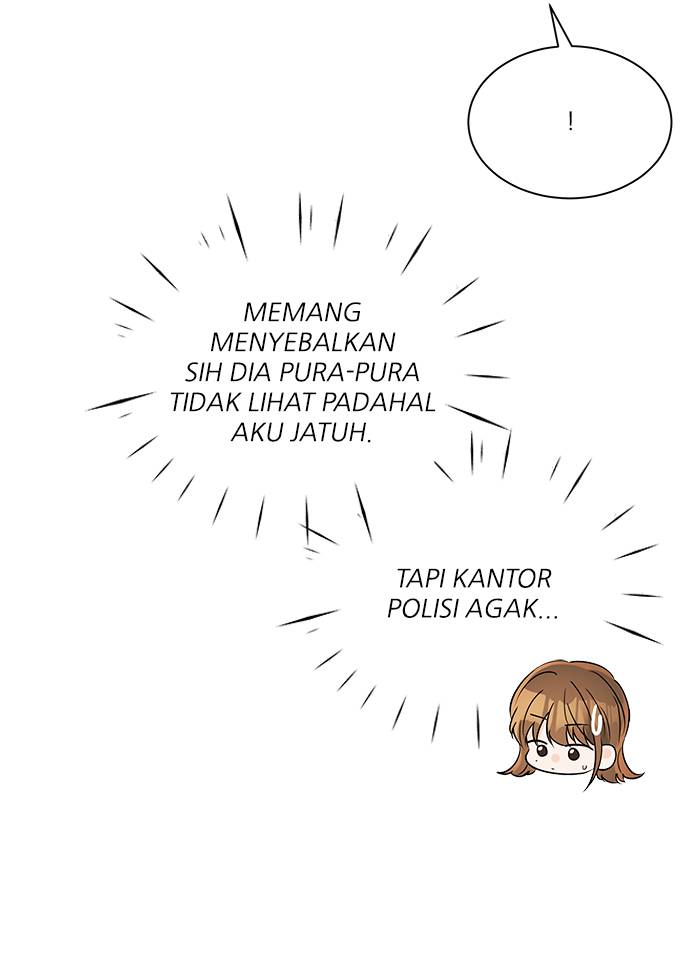 !
MEMANG
MENYEBALKAN
SIH DIA PURA-PURA
TIDAK LIHAT PADAHAL
AKU JATUH.
TAPI KANTOR
POLISI AGAK...